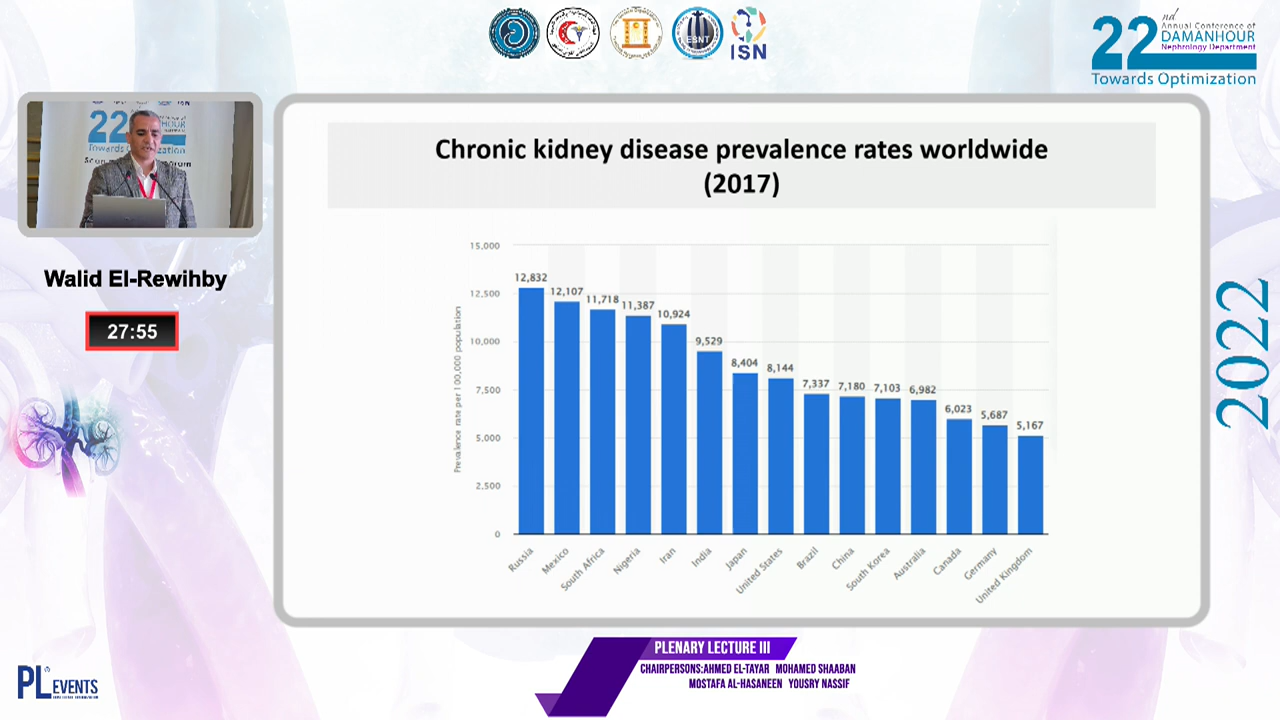 ESNT
ISN
22nd
Annual Conference of
DAMANHOUR
Nephrology Department
Towards Optimization
22
HOUR
Towards Optimization
Walid El-Rewihby
27:55
Chronic kidney disease prevalence rates worldwide
(2017)
Prevalence rate per 100,000 population
15,000
12,500
10,000
7,500
5,000
2,500
0
12,832
12,107
11,718
11,387
10,924
9,529
8,404
8,144
7,337
7,180
7,103
6,982
6,023
5,687
5,167
Russia
Mexico
South Africa
Nigeria
Iran
India
Japan
United States
Brazil
China
South Korea
Australia
Canada
Germany
United Kingdom
2022
PLENARY LECTURE III
CHAIRPERSONS:AHMED EL-TAYAR MOHAMED SHAABAN
MOSTAFA AL-HASANEEN YOUSRY NASSIF
PL EVENTS